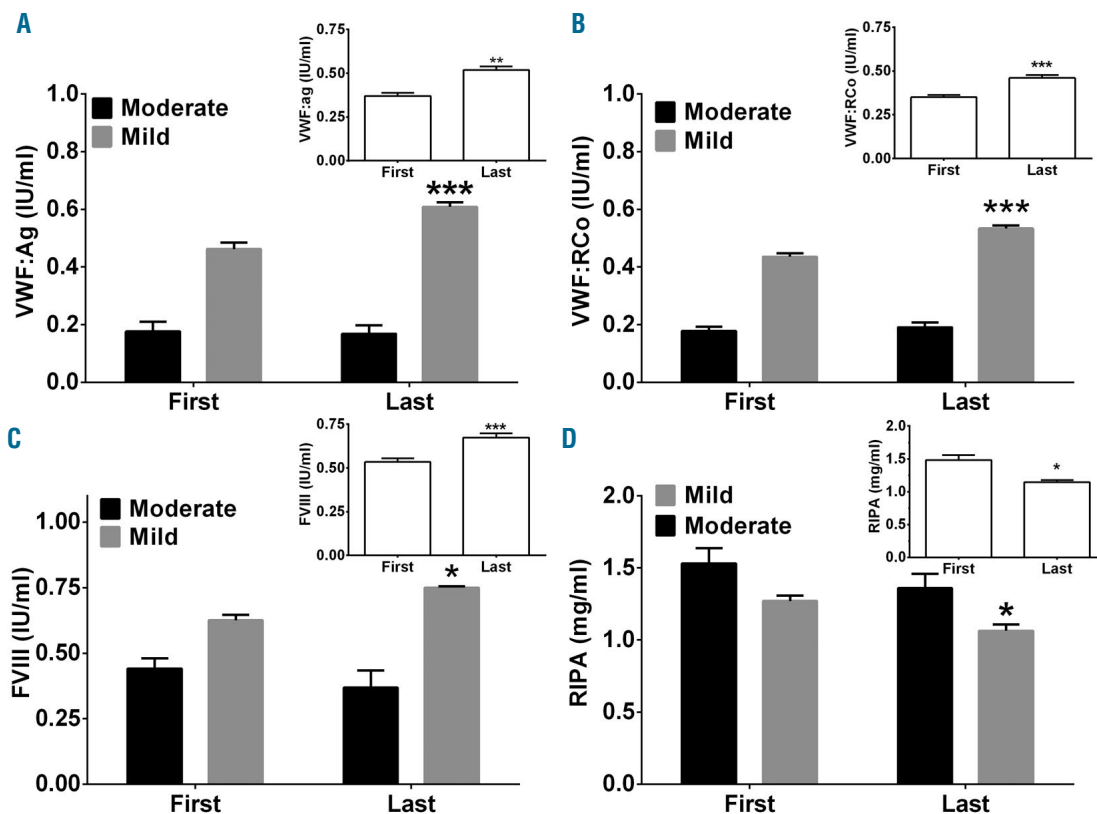 A
VWF:Ag (IU/ml)
1.0
0.8
0.6
0.4
0.2
0.0
Moderate
Mild
***
First
Last
VWF:ag (IU/ml)
0.75
0.50
0.25
0.00
**
First
Last
B
VWF:RCo (IU/ml)
1.0
0.8
0.6
0.4
0.2
0.0
Moderate
Mild
***
First
Last
VWF:RCo (IU/ml)
0.75
0.50
0.25
0.00
***
First
Last
C
FVIII (IU/ml)
1.00
0.75
0.50
0.25
0.00
Moderate
Mild
*
First
Last
FVIII (IU/ml)
0.75
0.50
0.25
0.00
***
First
Last
D
RIPA (mg/ml)
2.0
1.5
1.0
0.5
0.0
Mild
Moderate
*
First
Last
RIPA (mg/ml)
2.0
1.5
1.0
0.5
0.0
*
First
Last